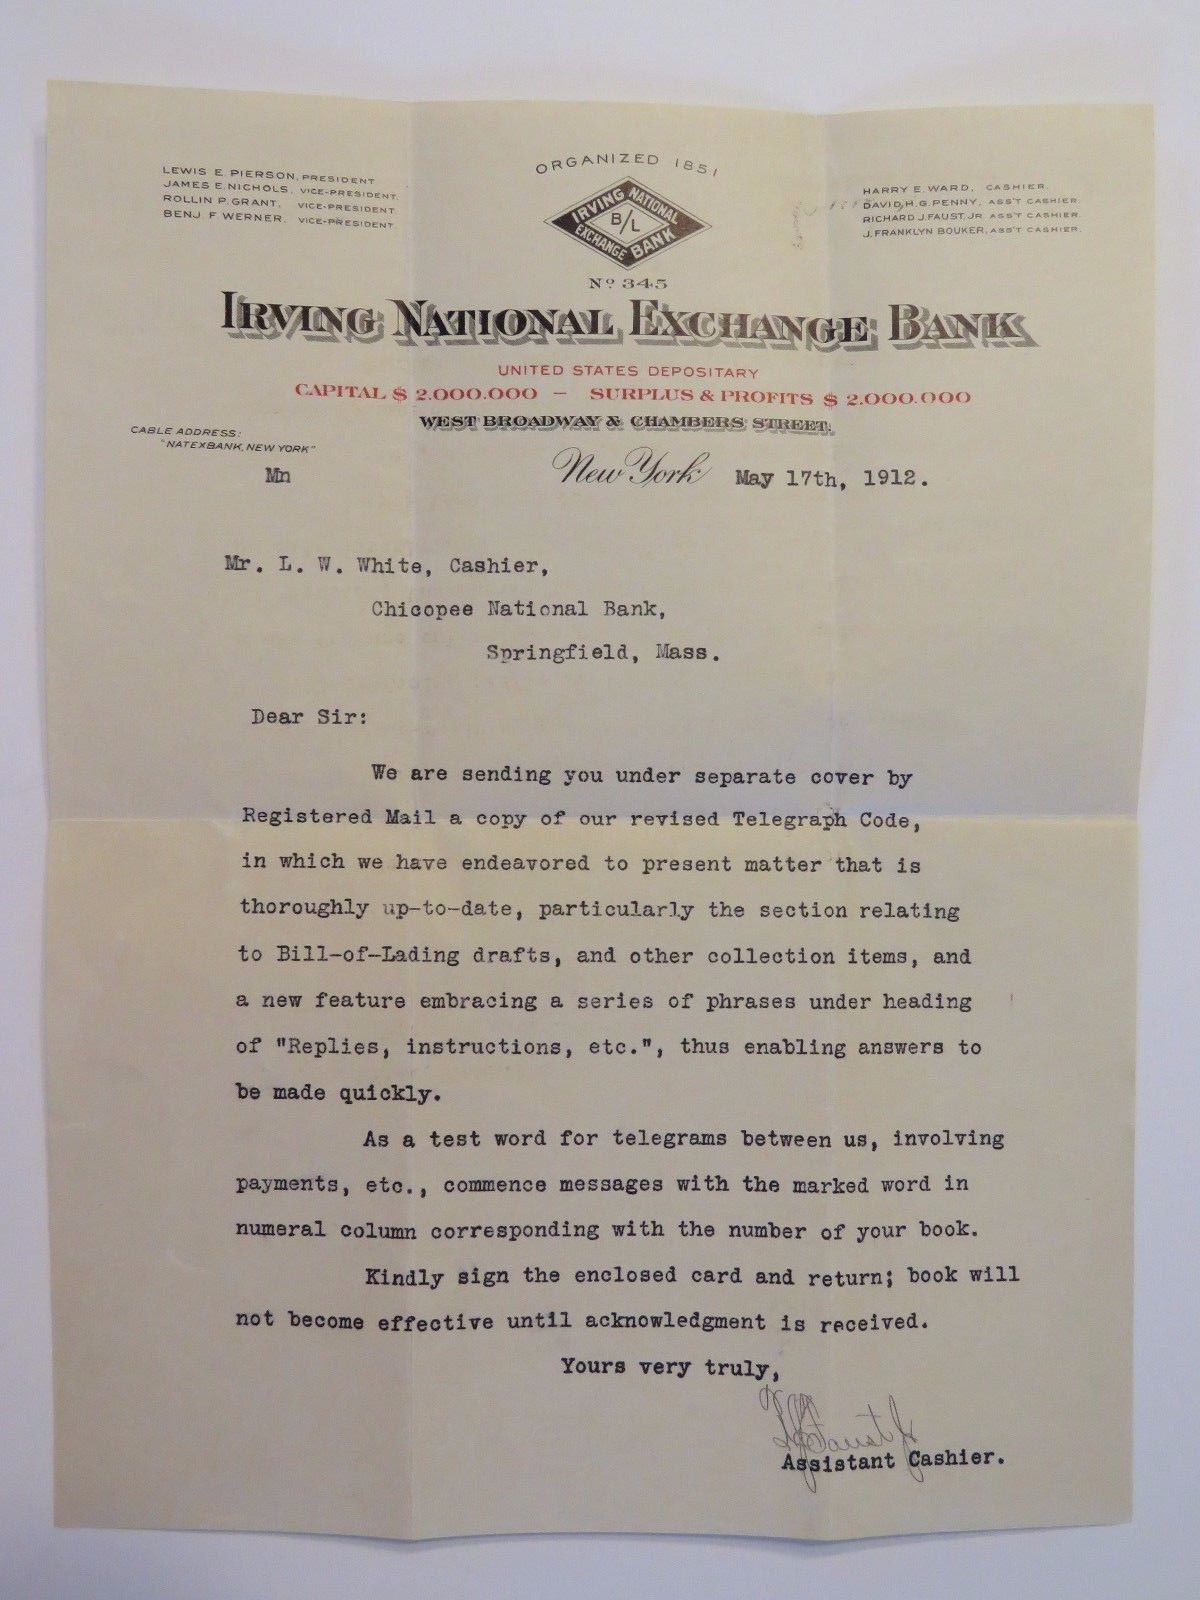 LEWIS E. PIERSON, PRESIDENT
JAMES E. NICHOLS, VICE-PRESIDENT
ROLLIN P. GRANT, VICE-PRESIDENT
BENJ. F. WERNER, VICE-PRESIDENT
ORGANIZED 1851
IRVING NATIONAL
B/L
EXCHANGE BANK
HARRY E. WARD, CASHIER.
DAVID H. G. PENNY, ASS'T CASHIER.
RICHARD J. FAUST, JR. ASS'T CASHIER.
J. FRANKLYN BOUKER, ASS'T CASHIER.
No 345
IRVING NATIONAL EXCHANGE BANK
UNITED STATES DEPOSITARY
CAPITAL $ 2.000.000 – SURPLUS & PROFITS $ 2.000.000
WEST BROADWAY & CHAMBERS STREET.
CABLE ADDRESS:
"NATEXBANK, NEW YORK"
Mn
New York May 17th, 1912.
Mr. L. W. White, Cashier,
Chicopee National Bank,
Springfield, Mass.
Dear Sir:
We are sending you under separate cover by
Registered Mail a copy of our revised Telegraph Code,
in which we have endeavored to present matter that is
thoroughly up-to-date, particularly the section relating
to Bill-of-Lading drafts, and other collection items, and
a new feature embracing a series of phrases under heading
of "Replies, instructions, etc.", thus enabling answers to
be made quickly.
As a test word for telegrams between us, involving
payments, etc., commence messages with the marked word in
numeral column corresponding with the number of your book.
Kindly sign the enclosed card and return; book will
not become effective until acknowledgment is received.
Yours very truly,
RJFaust Jr
Assistant Cashier.